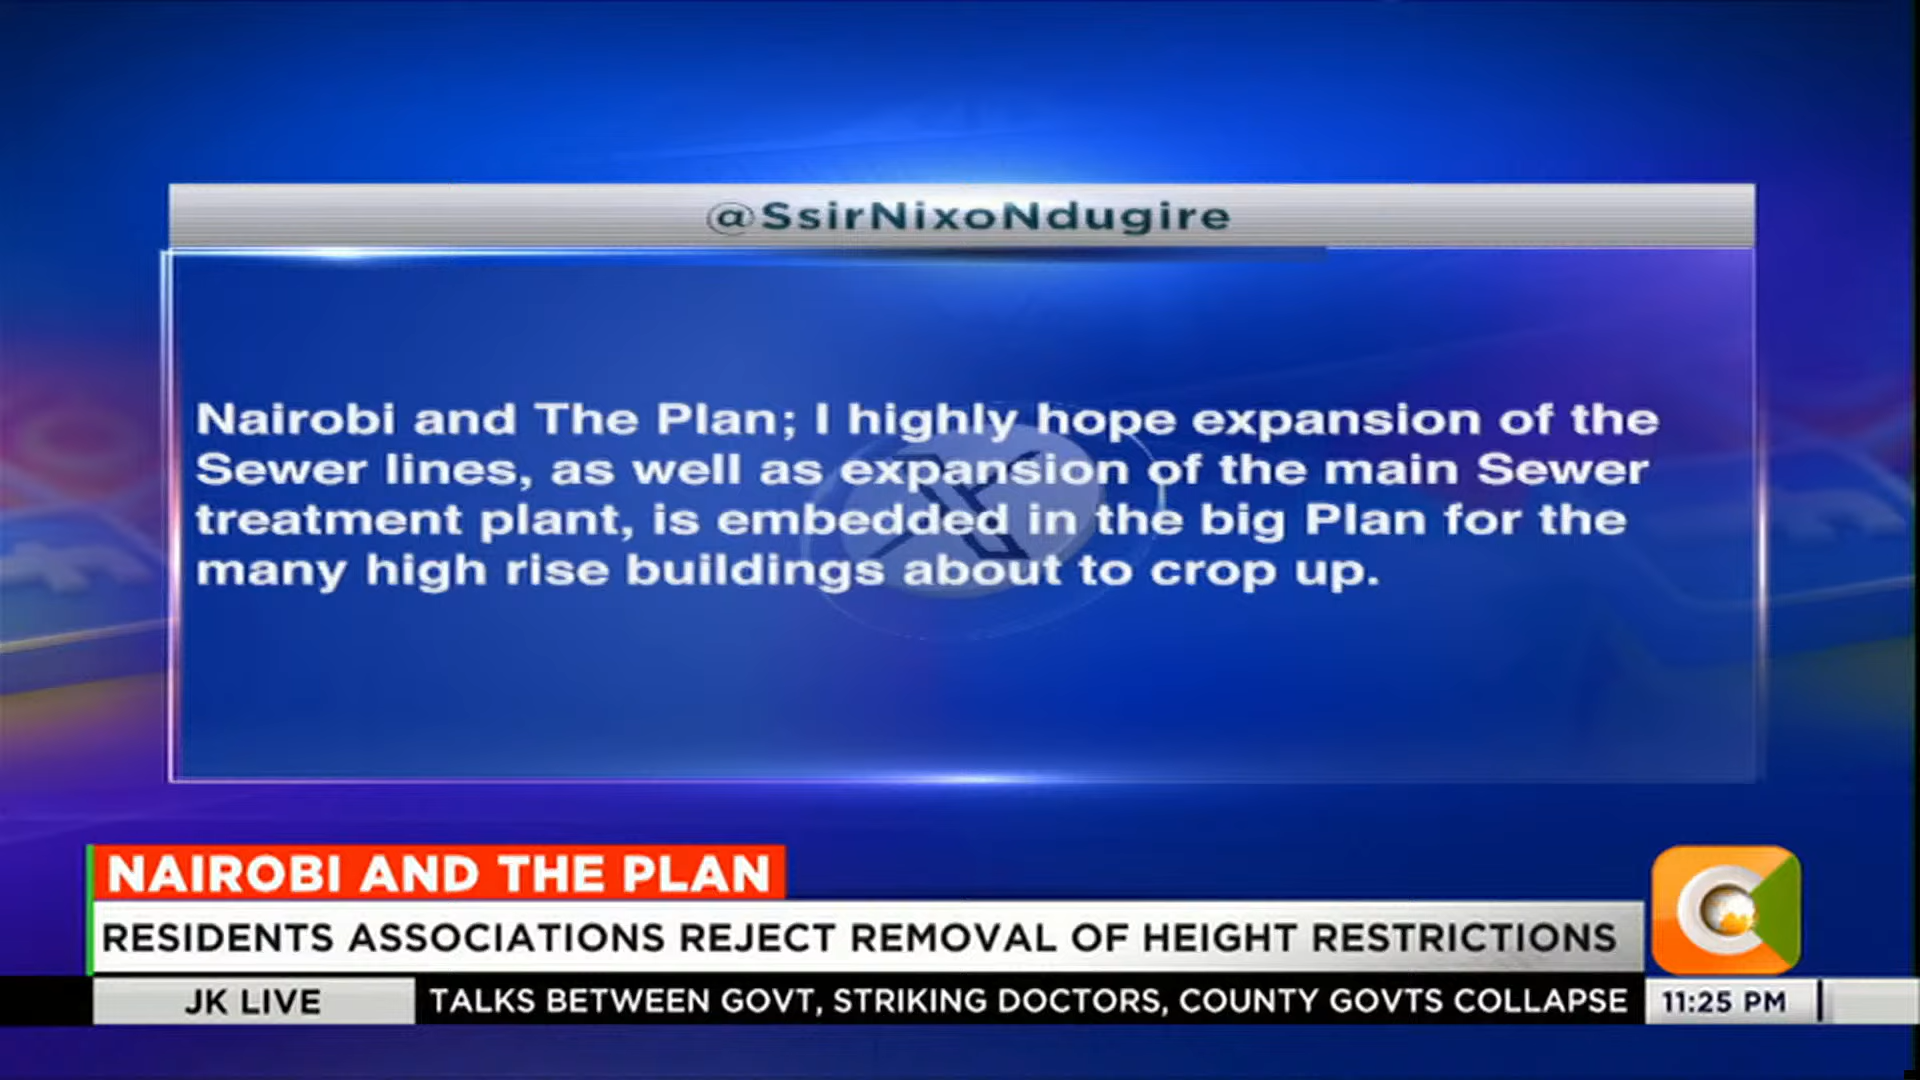 @SsirNixoNdugire
Nairobi and The Plan; I highly hope expansion of the
Sewer lines, as well as expansion of the main Sewer
treatment plant, is embedded in the big Plan for the
many high rise buildings about to crop up.
NAIROBI AND THE PLAN
RESIDENTS ASSOCIATIONS REJECT REMOVAL OF HEIGHT RESTRICTIONS
JK LIVE
TALKS BETWEEN GOVT, STRIKING DOCTORS, COUNTY GOVTS COLLAPSE
11:25 PM